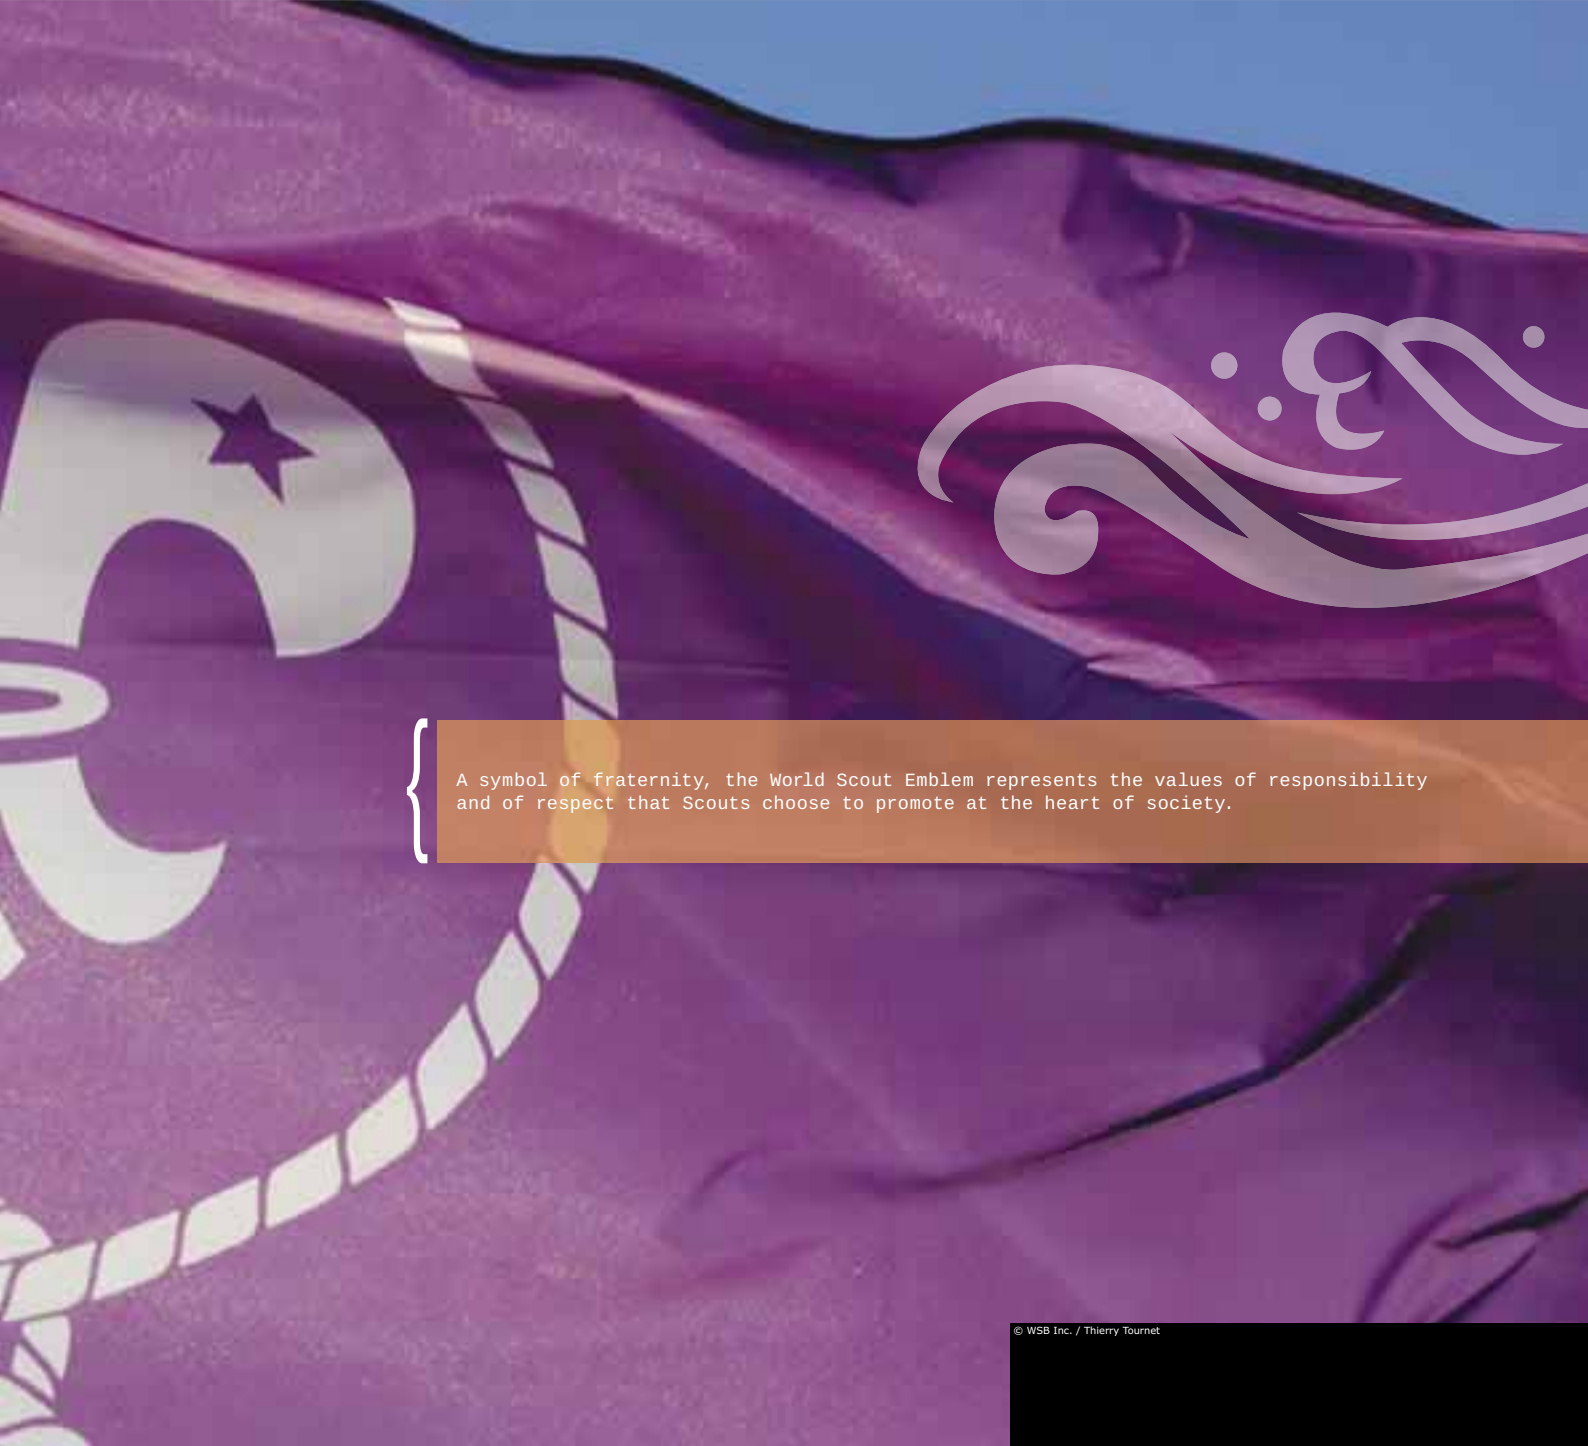 A symbol of fraternity, the World Scout Emblem represents the values of responsibility
and of respect that Scouts choose to promote at the heart of society.
© WSB Inc. / Thierry Tournet